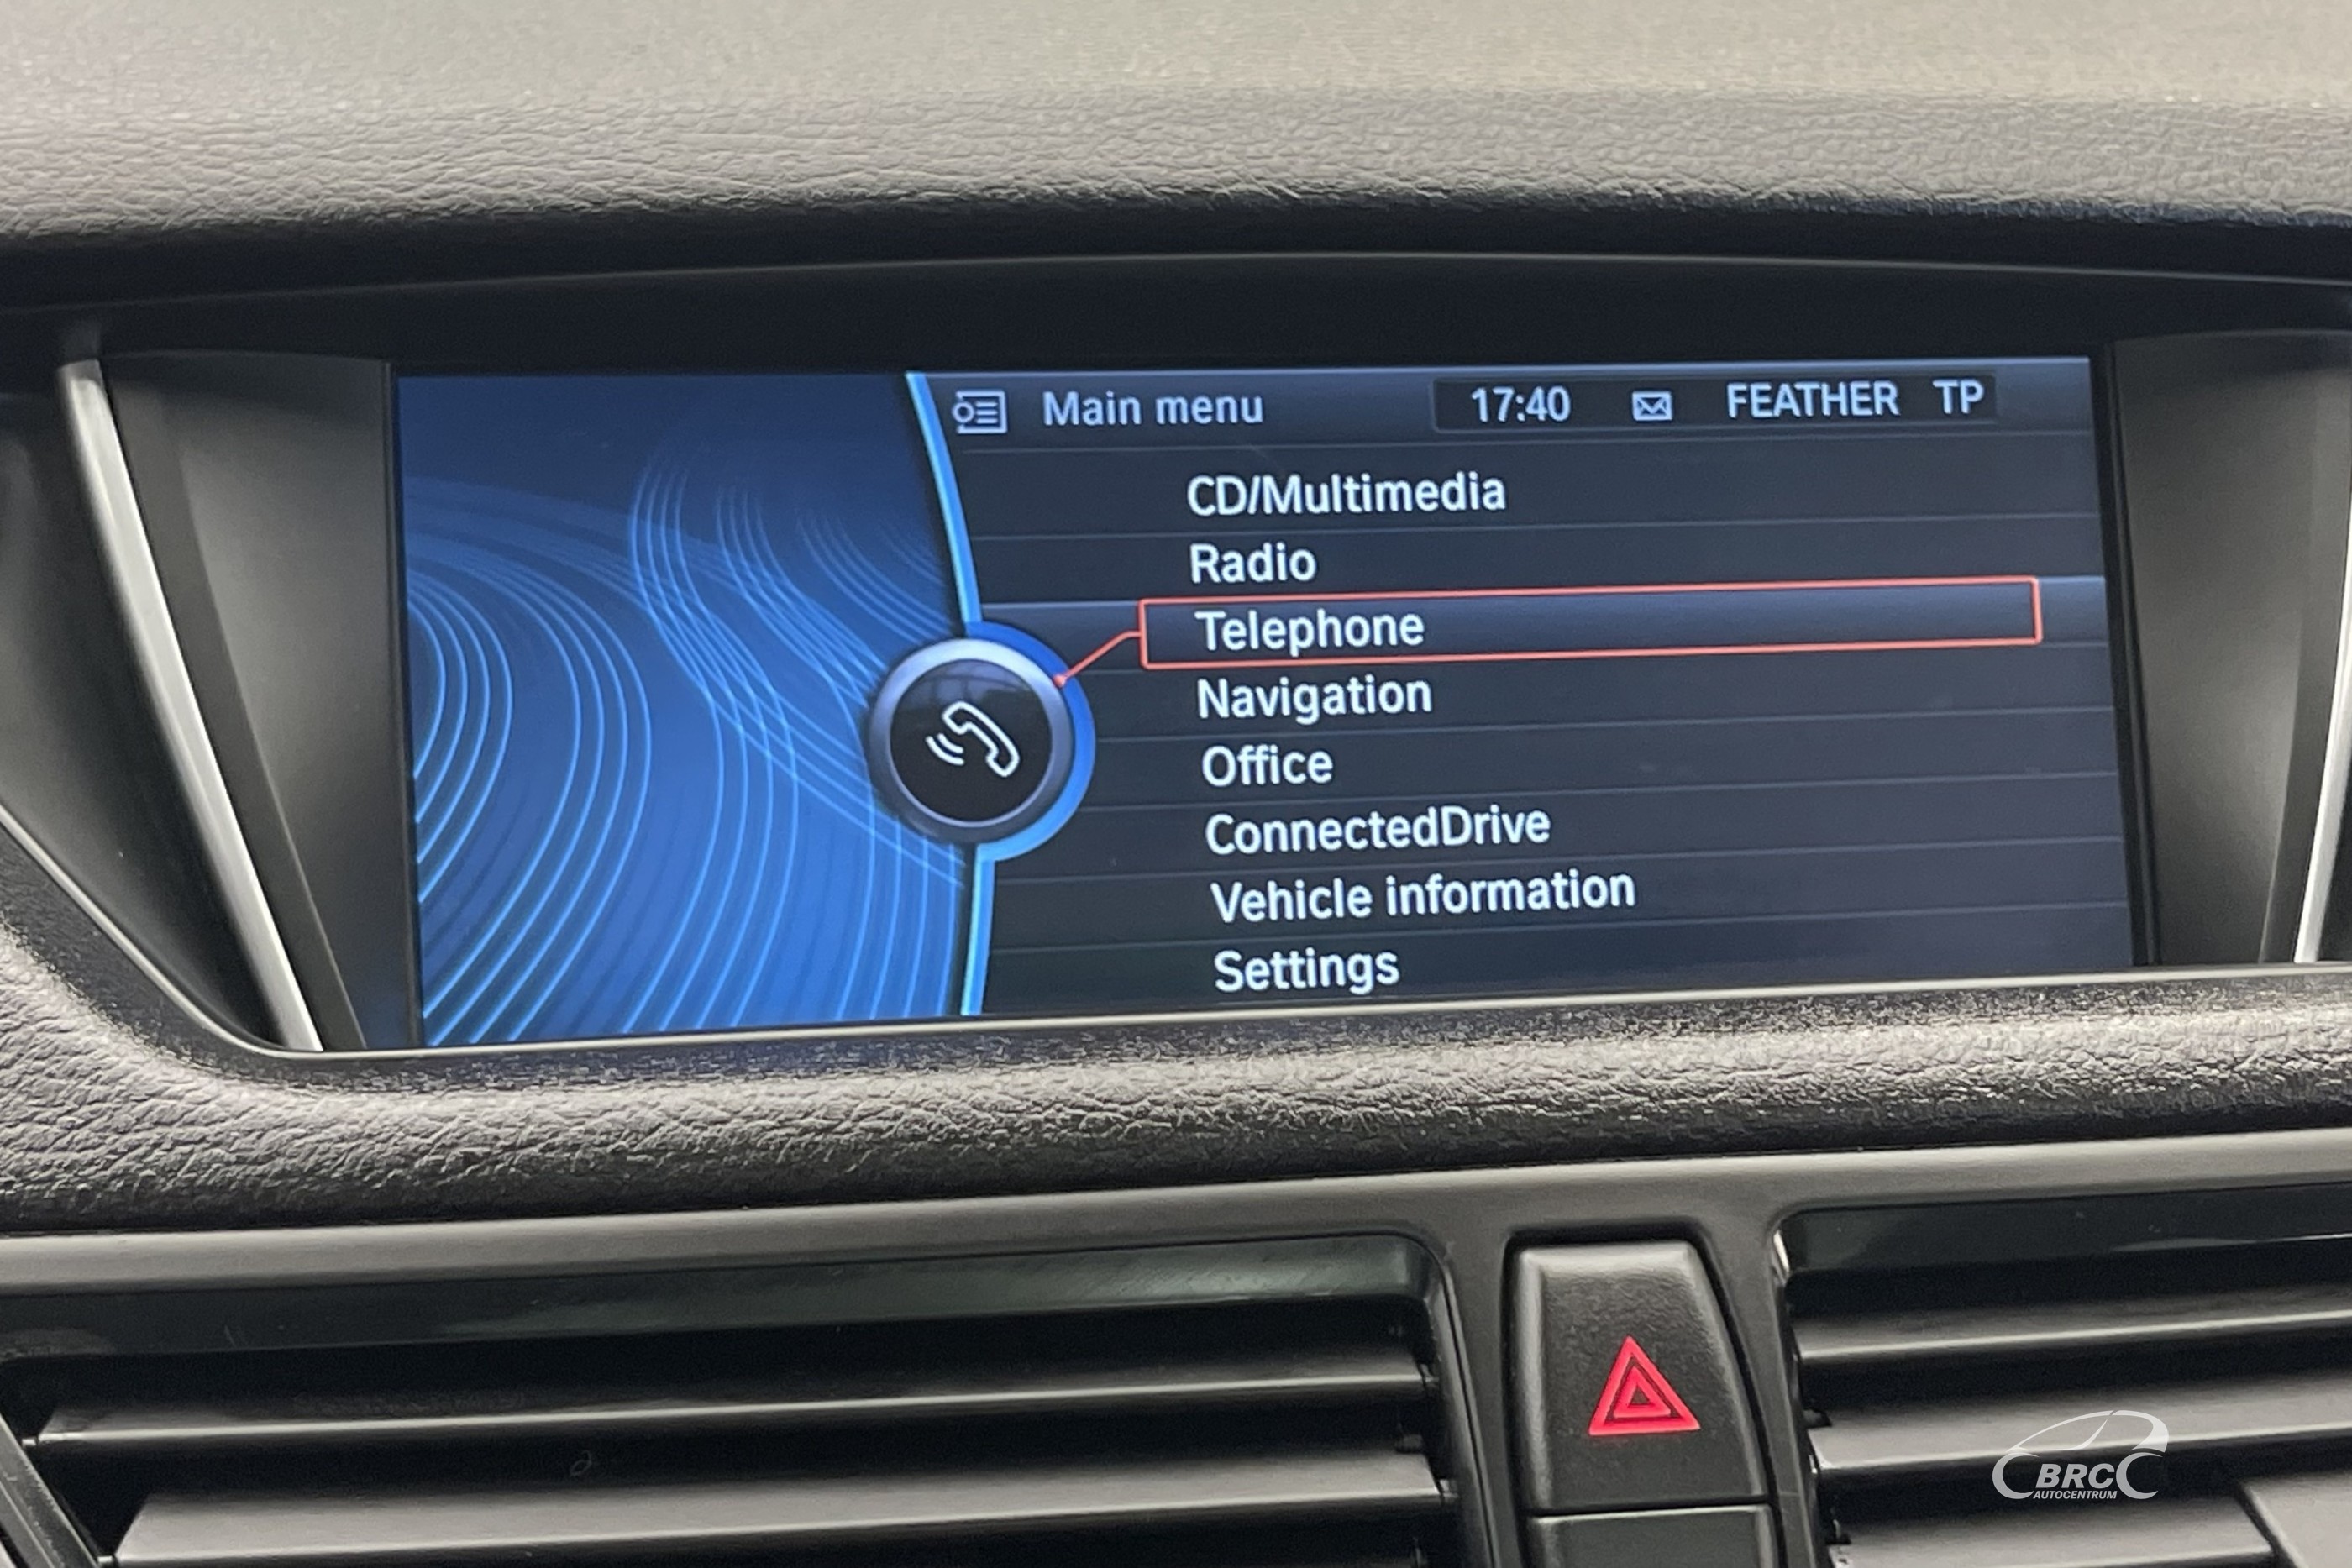 Main menu 17:40 FEATHER TP
CD/Multimedia
Radio
Telephone
Navigation
Office
ConnectedDrive
Vehicle information
Settings
BRC
AUTOCENTRUM